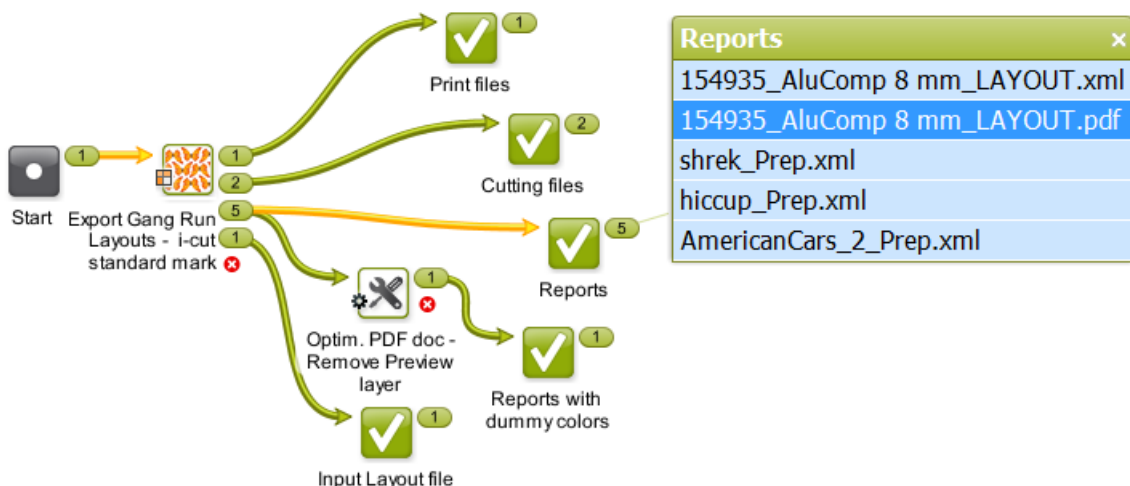 1
Print files
2
Cutting files
1
Start
1
2
5
1
Export Gang Run
Layouts - i-cut
standard mark
5
Reports
1
Optim. PDF doc -
Remove Preview
layer
1
Reports with
dummy colors
1
Input Layout file
Reports
154935_AluComp 8 mm_LAYOUT.xml
154935_AluComp 8 mm_LAYOUT.pdf
shrek_Prep.xml
hiccup_Prep.xml
AmericanCars_2_Prep.xml